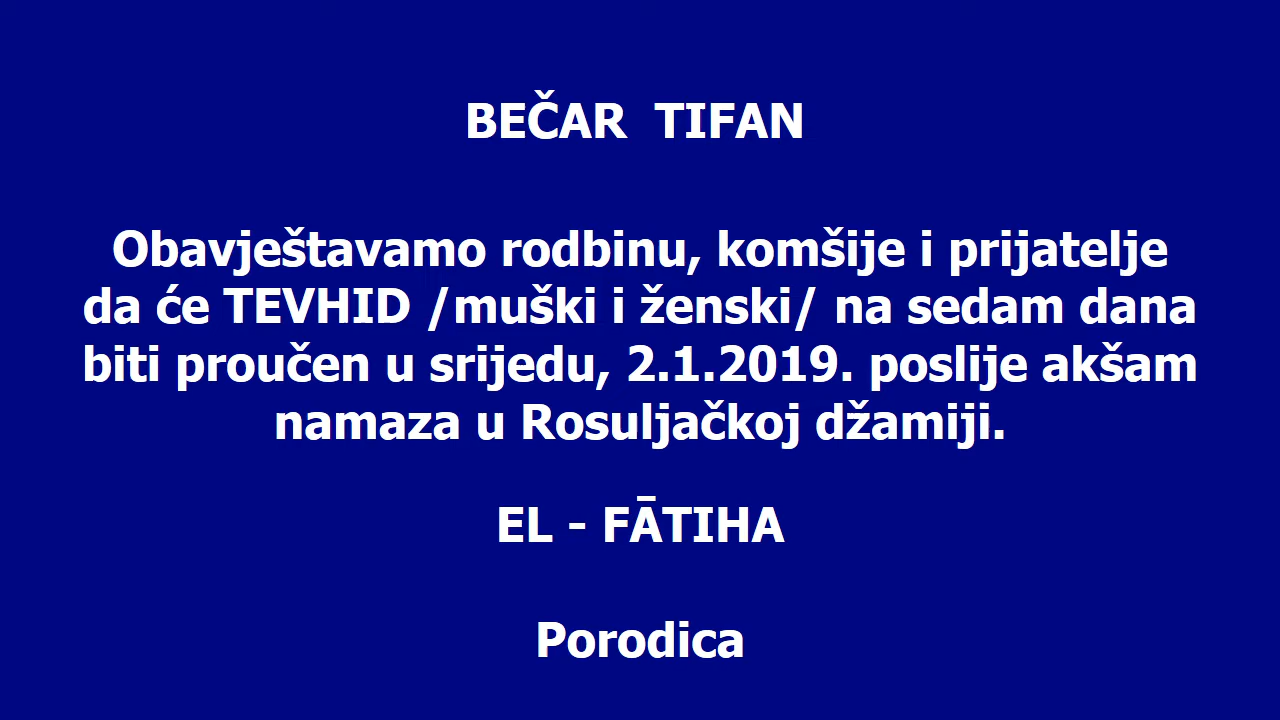 BEČAR TIFAN
Obavještavamo rodbinu, komšije i prijatelje
da će TEVHID /muški i ženski/ na sedam dana
biti proučen u srijedu, 2.1.2019. poslije akšam
namaza u Rosuljačkoj džamiji.
EL - FĀTIHA
Porodica